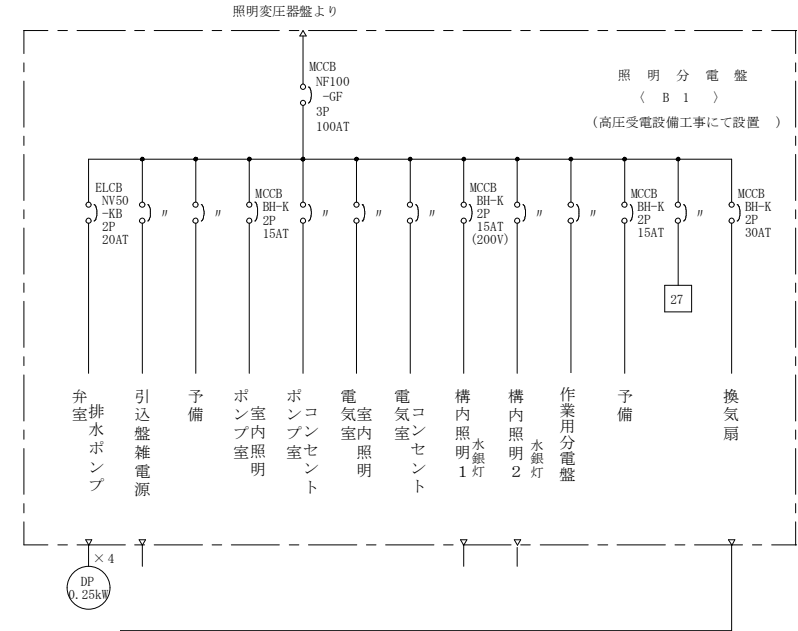 照明変圧器盤より
MCCB
NF100
-GF
3P
100AT
照 明 分 電 盤
〈 B 1 〉
(高圧受電設備工事にて設置 )
ELCB
NV50
-KB
2P
20AT
〃
〃
MCCB
BH-K
2P
15AT
〃
〃
〃
MCCB
BH-K
2P
15AT
(200V)
〃
〃
MCCB
BH-K
2P
15AT
〃
MCCB
BH-K
2P
30AT
27
弁室
排水ポンプ
引込盤雑電源
予備
ポンプ室
室内照明
ポンプ室
コンセント
電気室
室内照明
電気室
コンセント
構内照明1
水銀灯
構内照明2
水銀灯
作業用分電盤
予備
換気扇
×4
DP
0.25kW